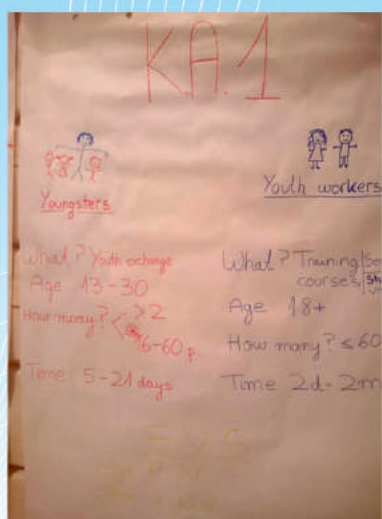 K.A.1
Youngsters
What? Youth exchange
Age 13-30
How many? >2
16-60 p
Time 5-21 days
Youth workers
What? Training
courses
Age 18+
How many? ≤60
Time 2d-2m